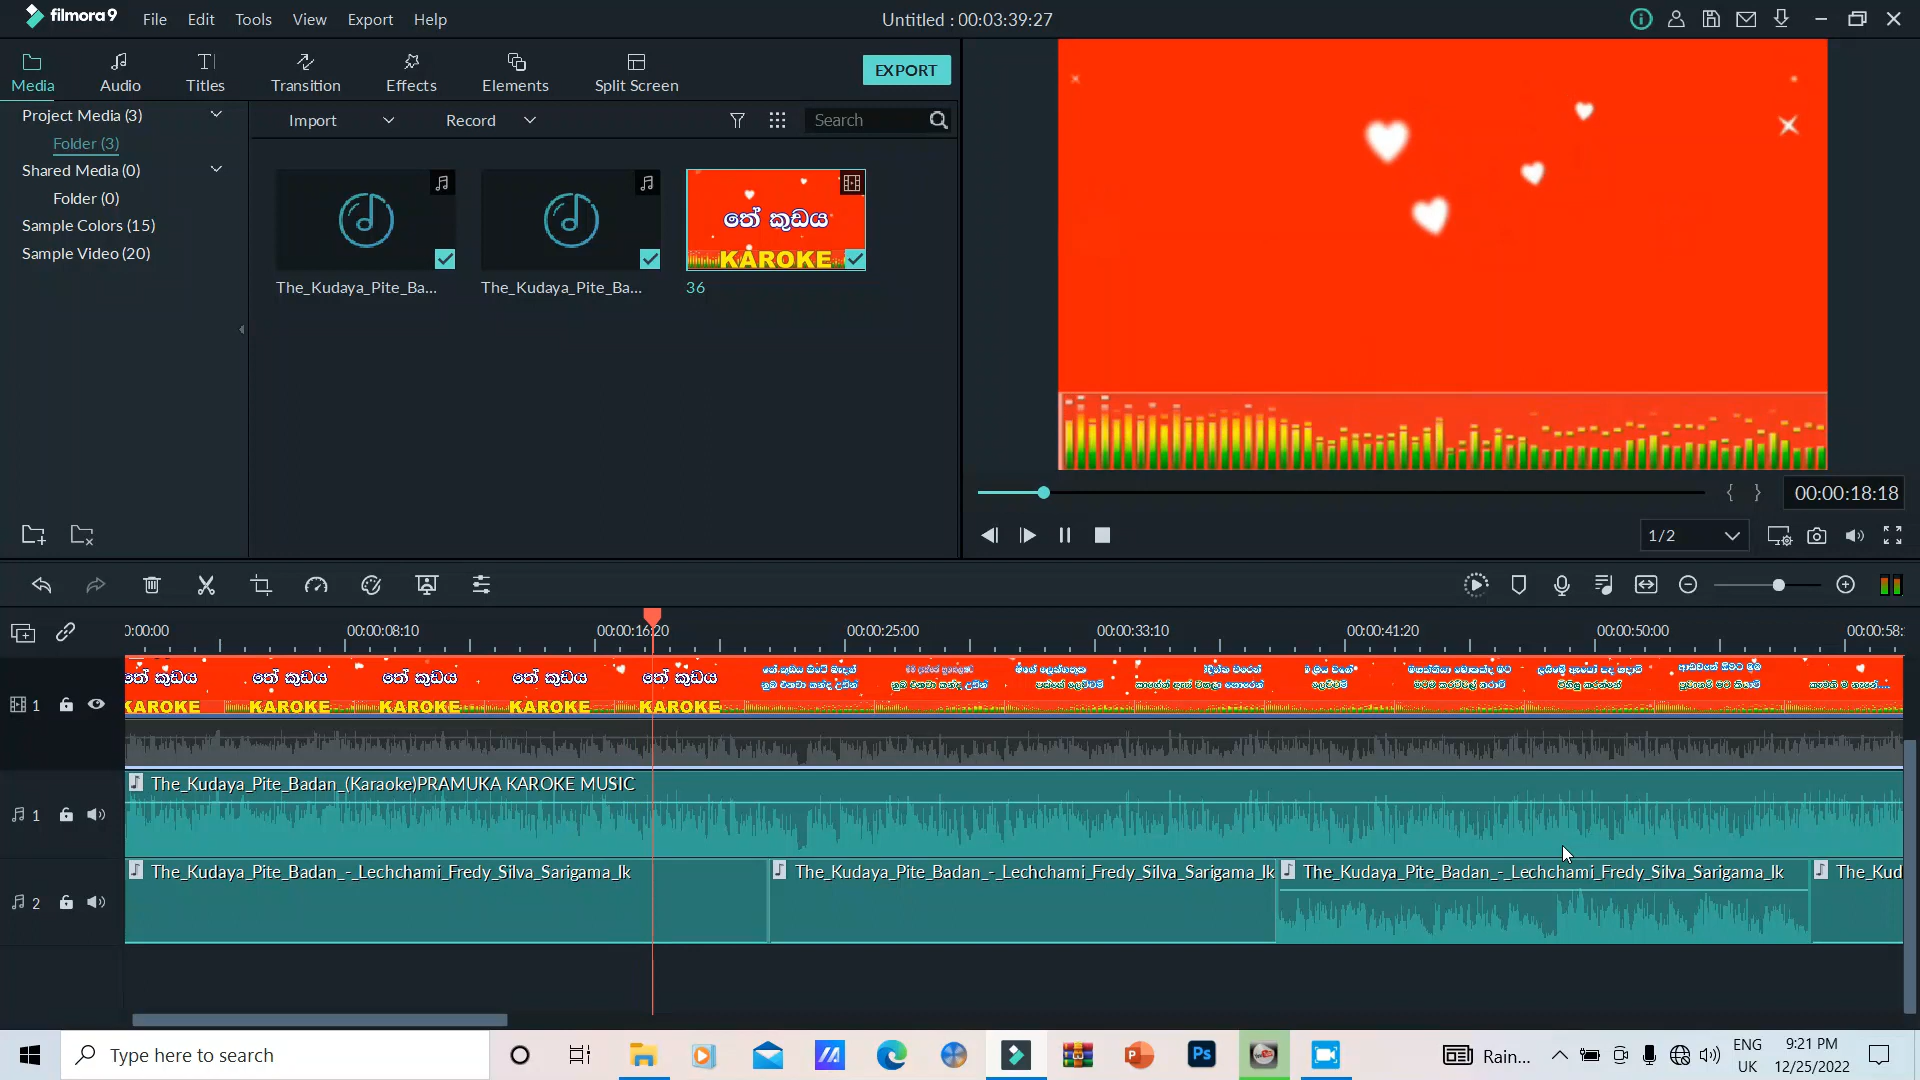 filmora9
File Edit Tools View Export Help
Untitled : 00:03:39:27
Media
Audio
Titles
Transition
Effects
Elements
Split Screen
EXPORT
Project Media (3)
Folder (3)
Shared Media (0)
Folder (0)
Sample Colors (15)
Sample Video (20)
Import
Record
Search
තේ කුඩය
KAROKE
The_Kudaya_Pite_Ba...
The_Kudaya_Pite_Ba...
36
00:00:18:18
1/2
0:00:00
00:00:08:10
00:00:16:20
00:00:25:00
00:00:33:10
00:00:41:20
00:00:50:00
00:00:58:
තේ කුඩය තේ කුඩය තේ කුඩය තේ කුඩය තේ කුඩය
KAROKE KAROKE KAROKE KAROKE KAROKE
1
The_Kudaya_Pite_Badan_(Karaoke)PRAMUKA KAROKE MUSIC
1
The_Kudaya_Pite_Badan_-_Lechchami_Fredy_Silva_Sarigama_lk
The_Kudaya_Pite_Badan_-_Lechchami_Fredy_Silva_Sarigama_lk
The_Kudaya_Pite_Badan_-_Lechchami_Fredy_Silva_Sarigama_lk
The_Kud
2
Type here to search
Ps
Rain...
ENG
UK
9:21 PM
12/25/2022